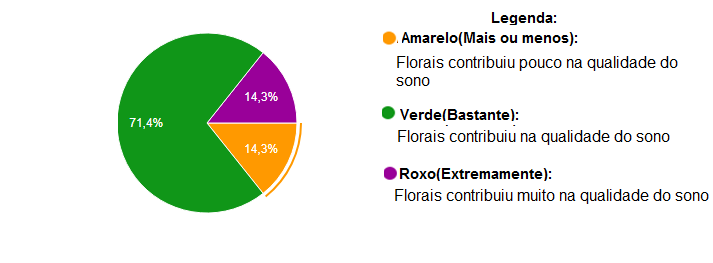 Legenda:
Amarelo(Mais ou menos):
Florais contribuiu pouco na qualidade do
sono
Verde(Bastante):
Florais contribuiu na qualidade do sono
Roxo(Extremamente):
Florais contribuiu muito na qualidade do sono
71,4%
14,3%
14,3%